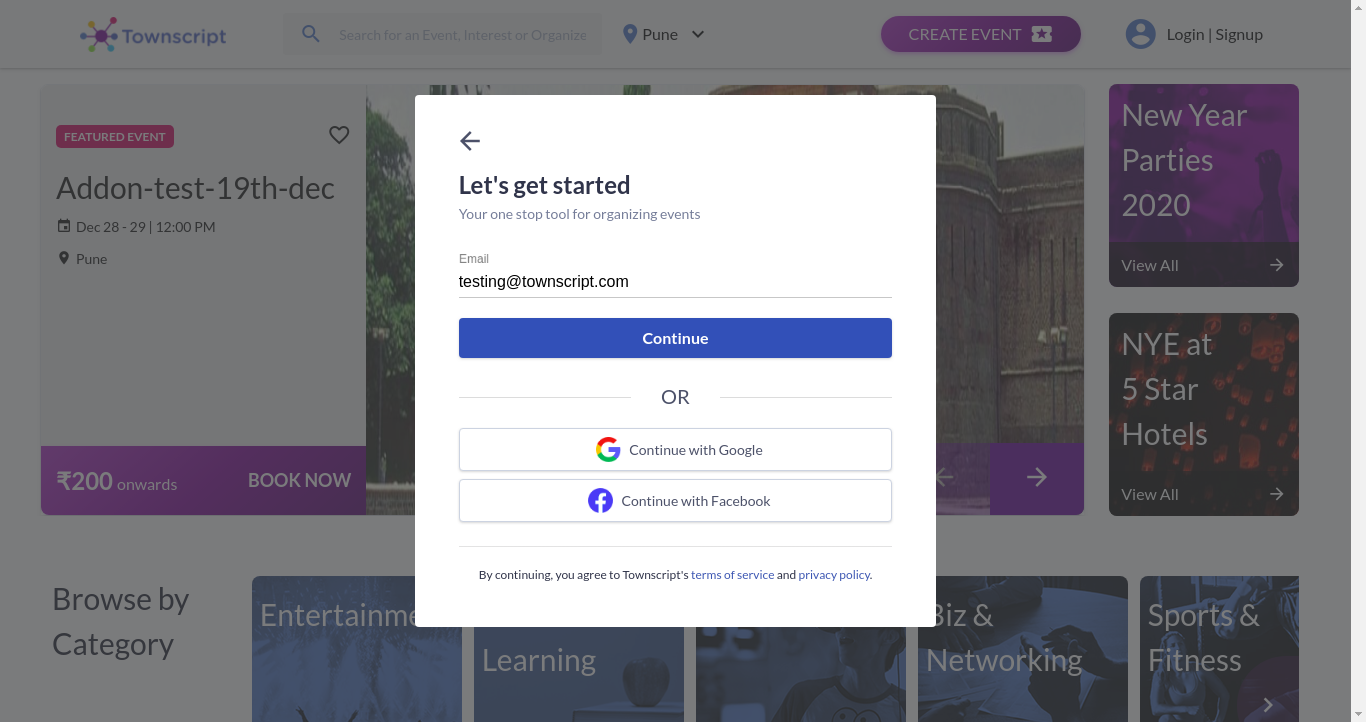 Townscript
Search for an Event, Interest or Organize
Pune
CREATE EVENT
Login | Signup
FEATURED EVENT
Addon-test-19th-dec
Dec 28 - 29 | 12:00 PM
Pune
₹200 onwards
BOOK NOW
Let's get started
Your one stop tool for organizing events
Email
testing@townscript.com
Continue
OR
Continue with Google
Continue with Facebook
By continuing, you agree to Townscript's terms of service and privacy policy.
New Year
Parties
2020
View All
NYE at
5 Star
Hotels
View All
Browse by
Category
Entertainme
Learning
Biz &
Networking
Sports &
Fitness